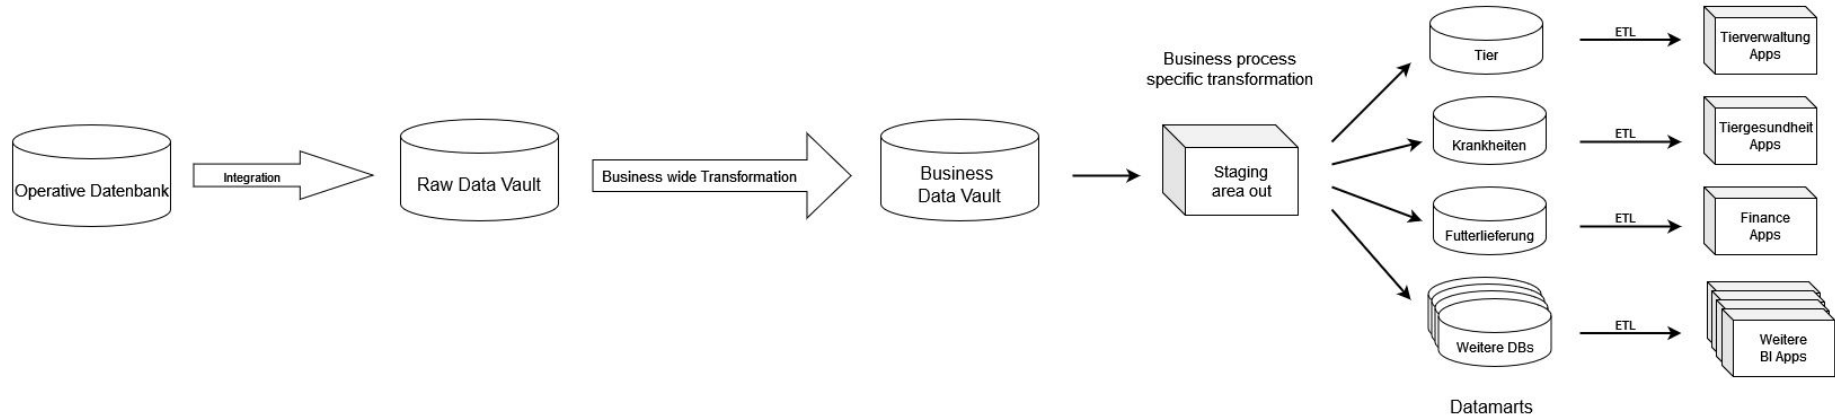 Operative Datenbank
Integration
Raw Data Vault
Business wide Transformation
Business
Data Vault
Business process
specific transformation
Staging
area out
Tier
ETL
Tierverwaltung
Apps
Krankheiten
ETL
Tiergesundheit
Apps
Futterlieferung
ETL
Finance
Apps
Weitere DBs
ETL
Weitere
BI Apps
Datamarts